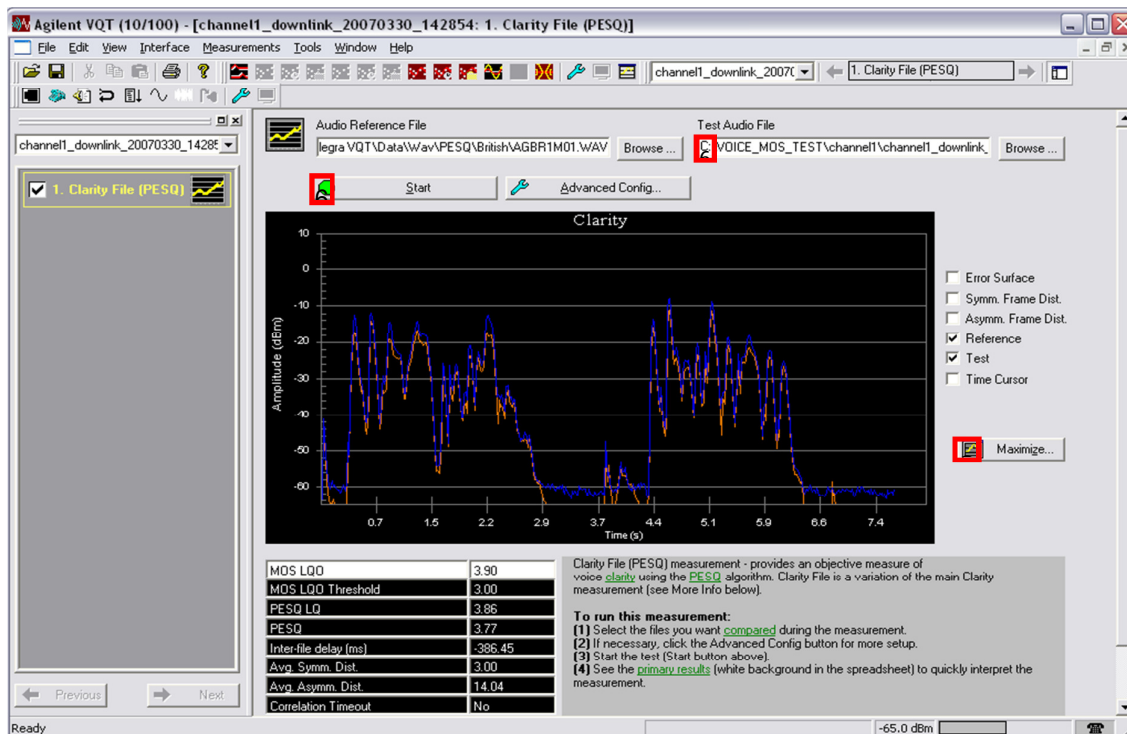 Agilent VQT (10/100) - [channel1_downlink_20070330_142854: 1. Clarity File (PESQ)]
File Edit View Interface Measurements Tools Window Help
channel1_downlink_2007( 1. Clarity File (PESQ)
channel1_downlink_20070330_1428
1. Clarity File (PESQ)
Previous Next
Audio Reference File Test Audio File
legra VQT\Data\Wav\PESQ\British\AGBR1M01.WAV Browse ... C: VOICE_MOS_TEST\channel1\channel1_downlink_ Browse ...
Start Advanced Config...
Clarity
10
0
-10
-20
-30
-40
-50
-60
Amplitude (dBm)
0.7 1.5 2.2 2.9 3.7 4.4 5.1 5.9 6.6 7.4
Time (s)
Error Surface
Symm. Frame Dist.
Asymm. Frame Dist.
Reference
Test
Time Cursor
Maximize...
MOS LQO 3.90
MOS LQO Threshold 3.00
PESQ LQ 3.86
PESQ 3.77
Inter-file delay (ms) -386.45
Avg. Symm. Dist. 3.00
Avg. Asymm. Dist. 14.04
Correlation Timeout No
Clarity File (PESQ) measurement - provides an objective measure of
voice clarity using the PESQ algorithm. Clarity File is a variation of the main Clarity
measurement (see More Info below).
To run this measurement:
(1) Select the files you want compared during the measurement.
(2) If necessary, click the Advanced Config button for more setup.
(3) Start the test (Start button above).
(4) See the primary results (white background in the spreadsheet) to quickly interpret the
measurement.
Ready -65.0 dBm